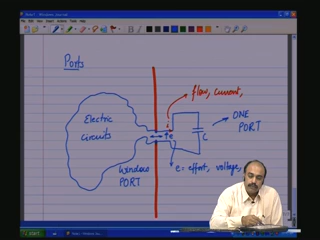 Ports
flow, current,
i
Electric
circuits
e
C
ONE
PORT
WINDOW
PORT
e = effort, voltage,